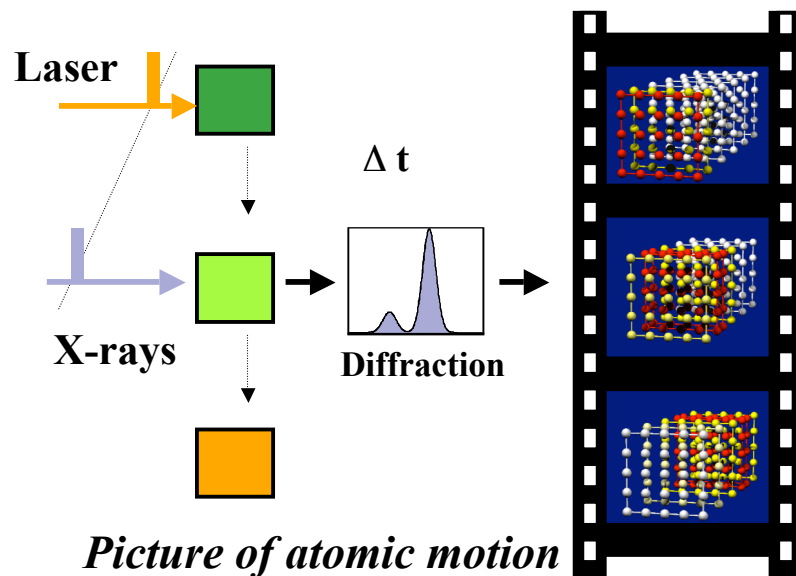 Laser
Δ t
X-rays
Diffraction
Picture of atomic motion